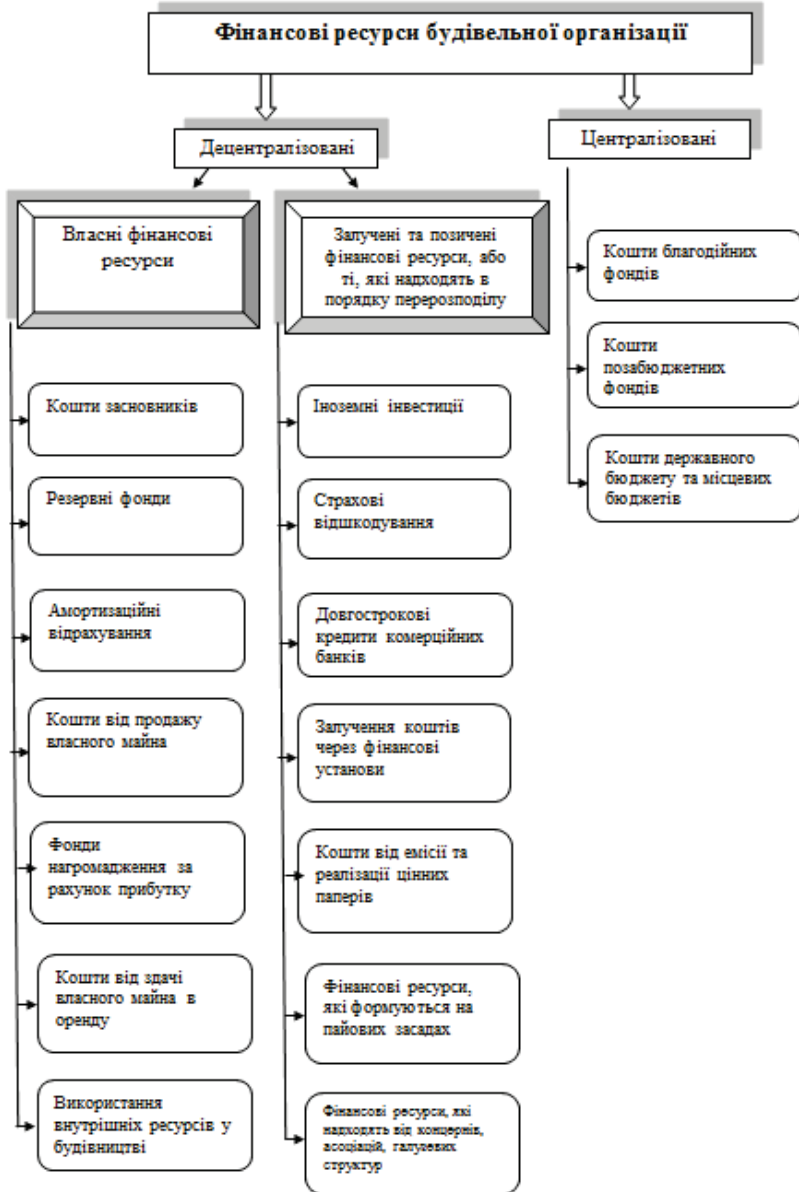 Фінансові ресурси будівельної організації
Децентралізовані
Централізовані
Власні фінансові
ресурси
Залучені та позичені
фінансові ресурси, або
ті, які надходять в
порядку перерозподілу
Кошти засновників
Резервні фонди
Амортизаційні
відрахування
Кошти від продажу
власного майна
Фонди
нагромадження за
рахунок прибутку
Кошти від здачі
власного майна в
оренду
Використання
внутрішніх ресурсів у
будівництві
Іноземні інвестиції
Страхові
відшкодування
Довгострокові
кредити комерційних
банків
Залучення коштів
через фінансові
установи
Кошти від емісії та
реалізації цінних
паперів
Фінансові ресурси,
які формуються на
пайових засадах
Фінансові ресурси, які
надходять від концернів,
асоціацій, галузевих
структур
Кошти благодійних
фондів
Кошти
позабюджетних
фондів
Кошти державного
бюджету та місцевих
бюджетів